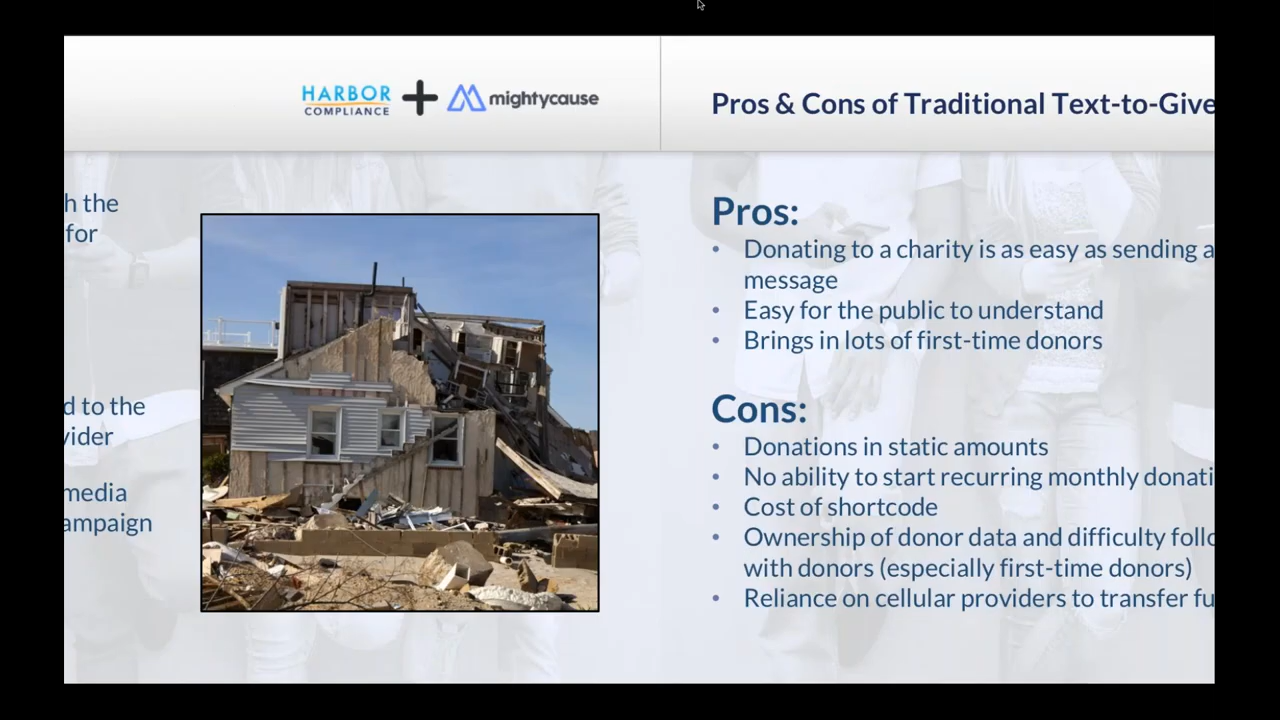 HARBOR
COMPLIANCE
mightycause
h the
for
d to the
vider
media
ampaign
Pros & Cons of Traditional Text-to-Give
Pros:
• Donating to a charity is as easy as sending a
message
• Easy for the public to understand
• Brings in lots of first-time donors
Cons:
• Donations in static amounts
• No ability to start recurring monthly donati
• Cost of shortcode
• Ownership of donor data and difficulty follo
with donors (especially first-time donors)
• Reliance on cellular providers to transfer fu